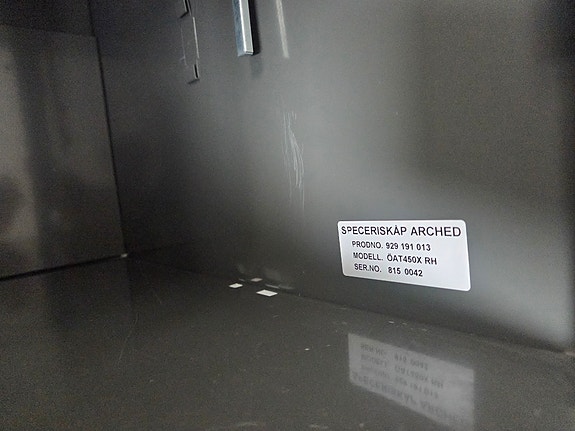 SPECERISKÅP ARCHED
PRODNO. 929 191 013
MODELL. ÖAT450X RH
SER.NO. 815 0042